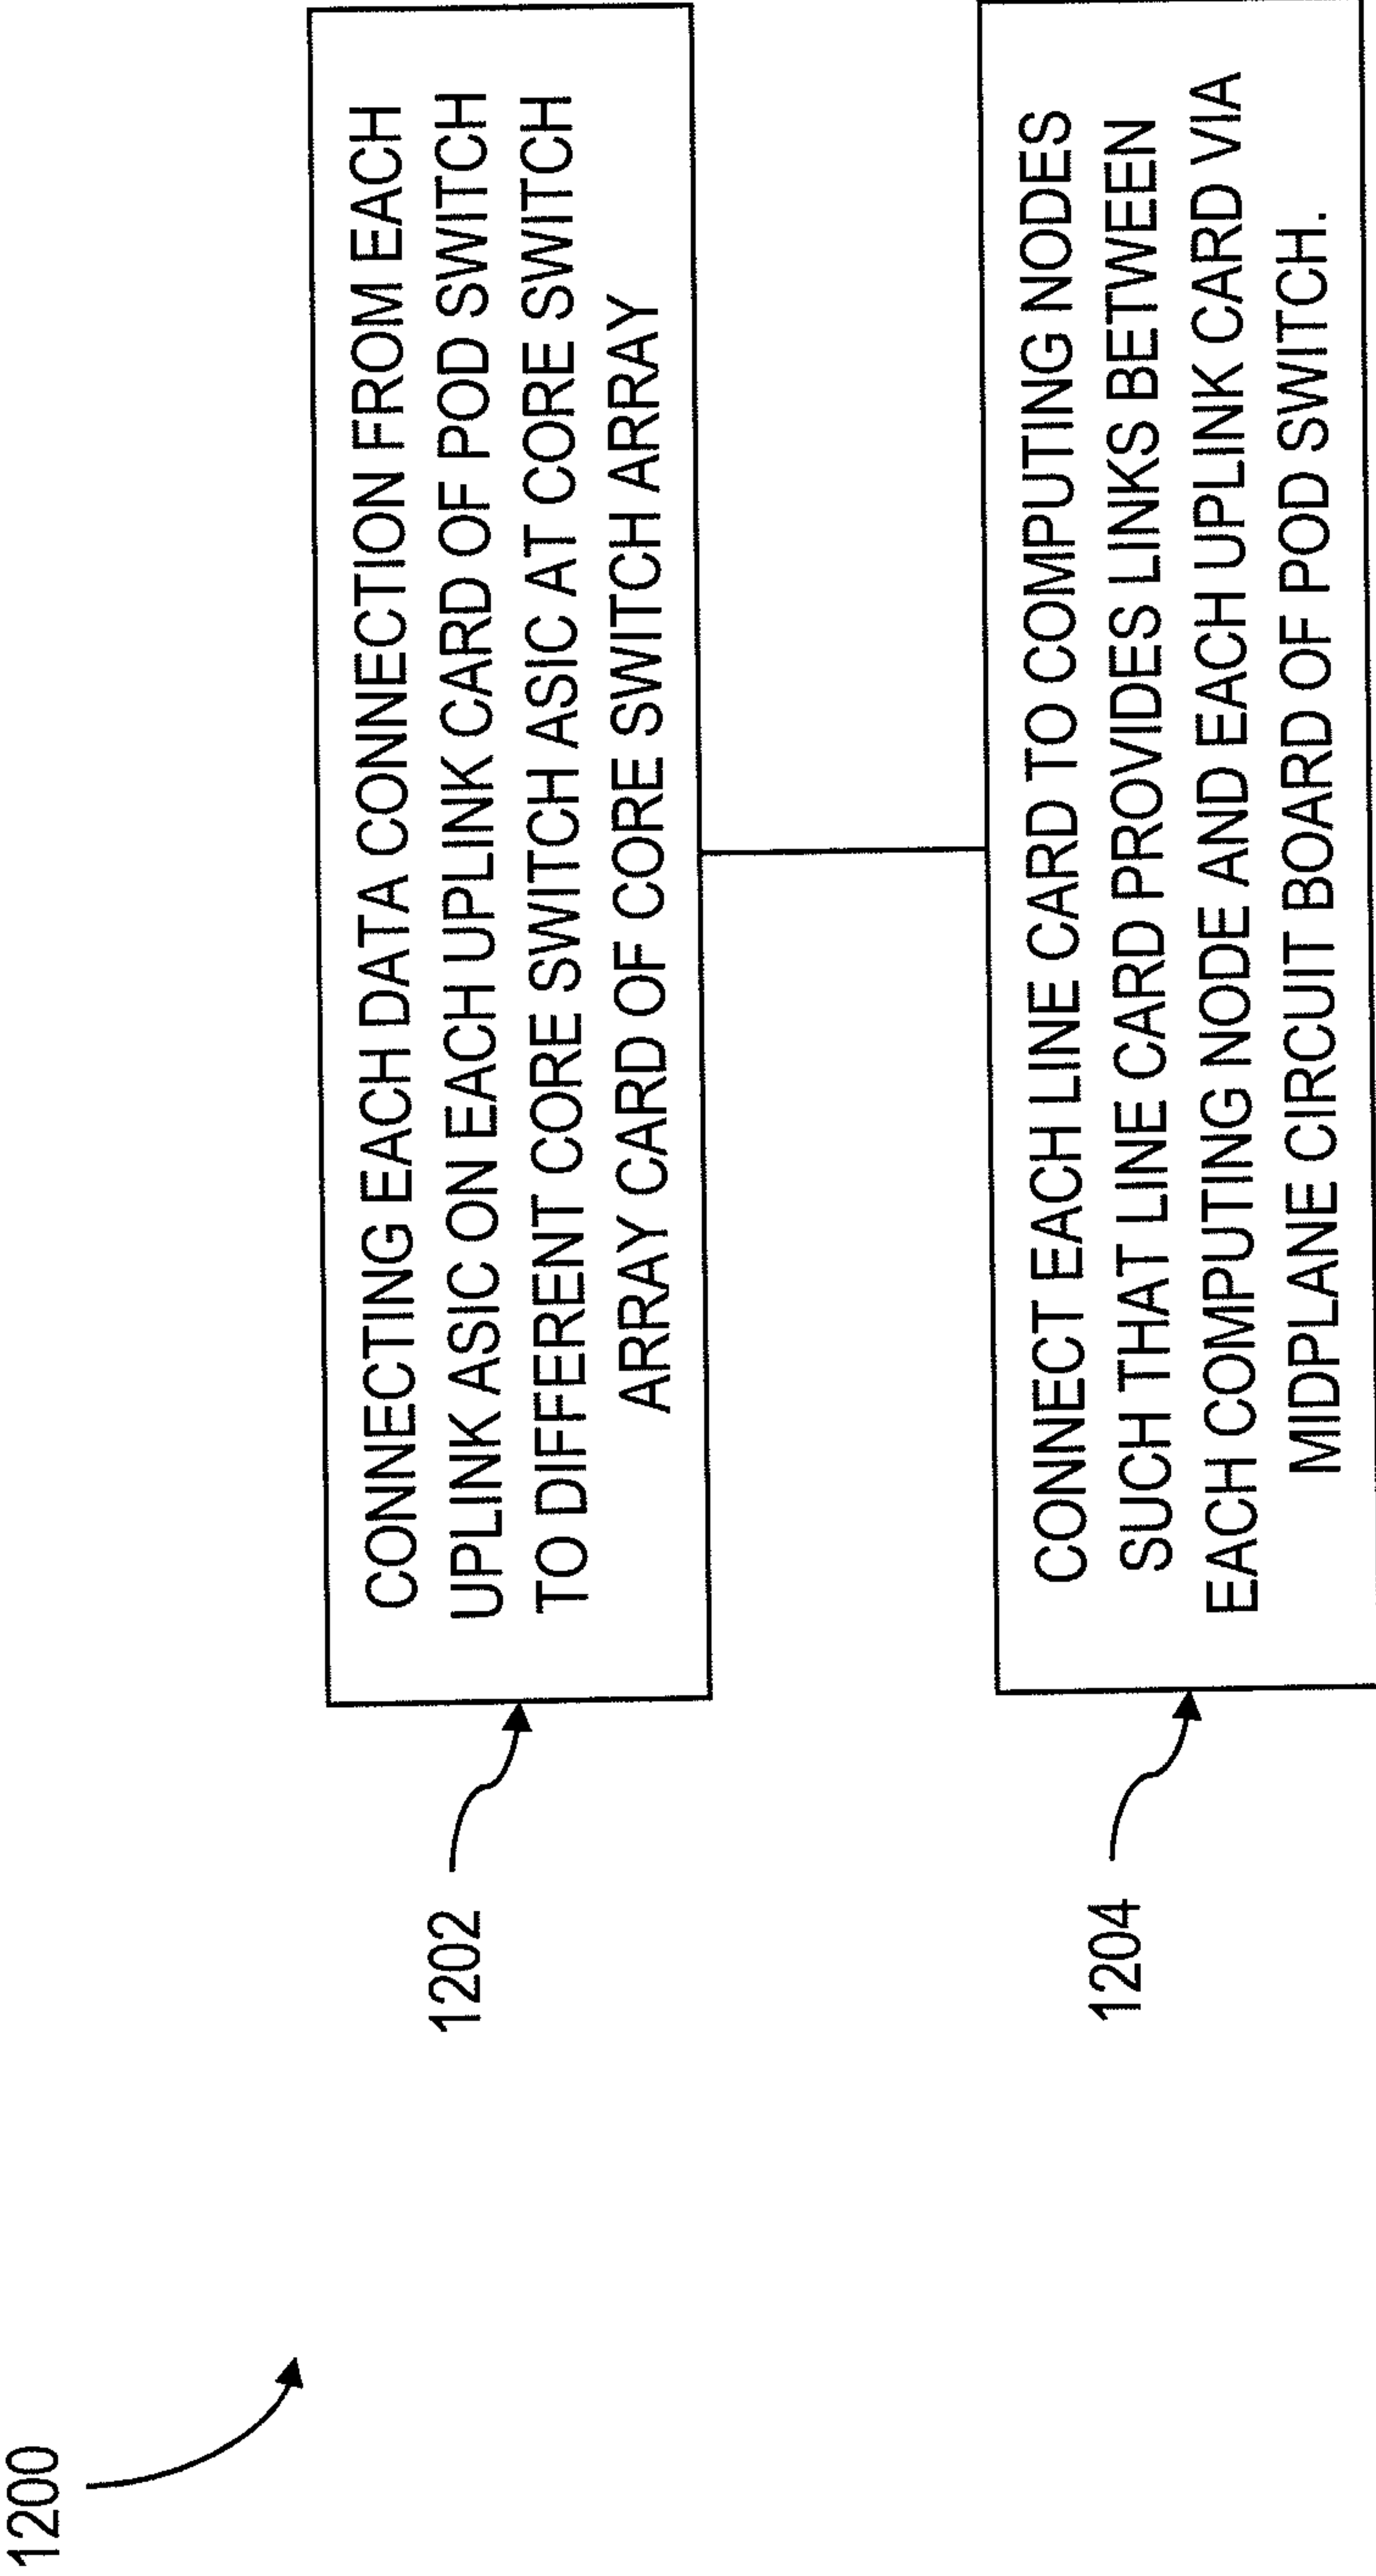 1200
1202
CONNECTING EACH DATA CONNECTION FROM EACH
UPLINK ASIC ON EACH UPLINK CARD OF POD SWITCH
TO DIFFERENT CORE SWITCH ASIC AT CORE SWITCH
ARRAY CARD OF CORE SWITCH ARRAY
1204
CONNECT EACH LINE CARD TO COMPUTING NODES
SUCH THAT LINE CARD PROVIDES LINKS BETWEEN
EACH COMPUTING NODE AND EACH UPLINK CARD VIA
MIDPLANE CIRCUIT BOARD OF POD SWITCH.